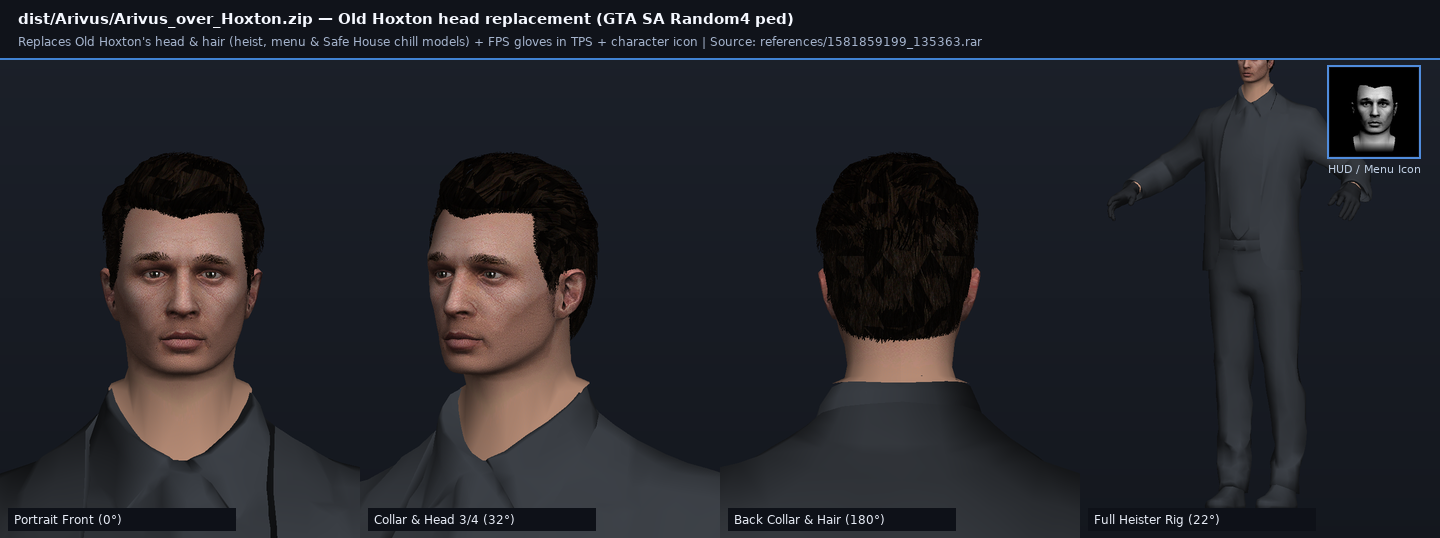 dist/Arivus/Arivus_over_Hoxton.zip — Old Hoxton head replacement (GTA SA Random4 ped)
Replaces Old Hoxton's head & hair (heist, menu & Safe House chill models) + FPS gloves in TPS + character icon | Source: references/1581859199_135363.rar
HUD / Menu Icon
Portrait Front (0°)
Collar & Head 3/4 (32°)
Back Collar & Hair (180°)
Full Heister Rig (22°)